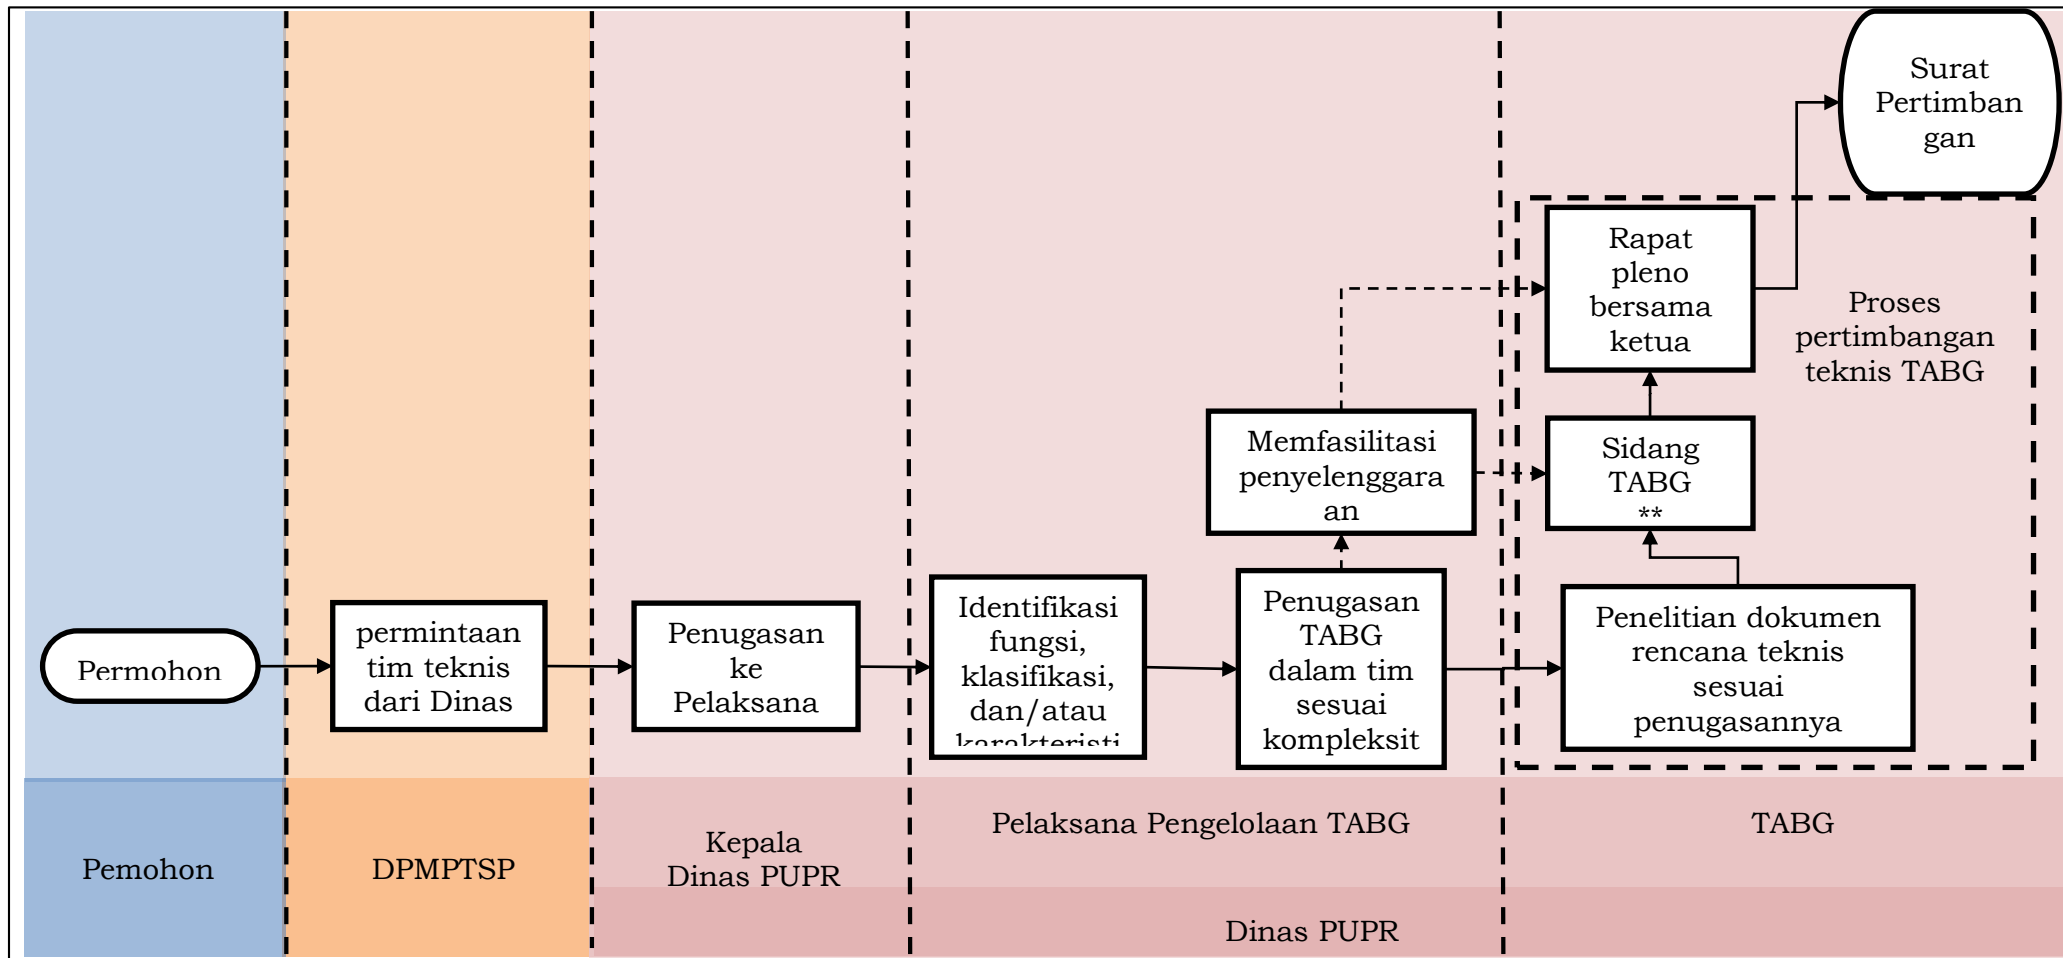 Surat
Pertimban
gan
Rapat
pleno
bersama
ketua
Proses
pertimbangan
teknis TABG
Memfasilitasi
penyelenggara
an
Sidang
TABG
**
Permohon
permintaan
tim teknis
dari Dinas
Penugasan
ke
Pelaksana
Identifikasi
fungsi,
klasifikasi,
dan/atau
karakteristi
Penugasan
TABG
dalam tim
sesuai
kompleksit
Penelitian dokumen
rencana teknis
sesuai
penugasannya
Pemohon
DPMPTSP
Kepala
Dinas PUPR
Pelaksana Pengelolaan TABG
TABG
Dinas PUPR